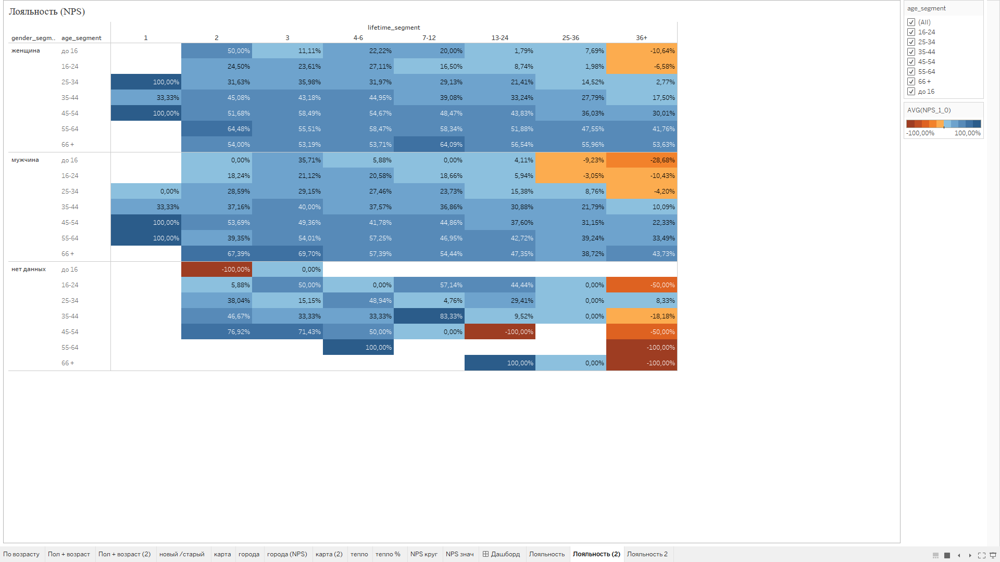 Лояльность (NPS)
lifetime_segment
gender_segm.. age_segment 1 2 3 4-6 7-12 13-24 25-36 36+
женщина до 16 50,00% 11,11% 22,22% 20,00% 1,79% 7,69% -10,64%
16-24 24,50% 23,61% 27,11% 16,50% 8,74% 1,98% -6,58%
25-34 100,00% 31,63% 35,98% 31,97% 29,13% 21,41% 14,52% 2,77%
35-44 33,33% 45,08% 43,18% 44,95% 39,08% 33,24% 27,79% 17,50%
45-54 100,00% 51,68% 58,49% 54,67% 48,47% 43,83% 36,03% 30,01%
55-64 64,48% 55,51% 58,47% 58,34% 51,88% 47,55% 41,76%
66 + 54,00% 53,19% 53,71% 64,09% 56,54% 55,96% 53,63%
мужчина до 16 0,00% 35,71% 5,88% 0,00% 4,11% -9,23% -28,68%
16-24 18,24% 21,12% 20,58% 18,66% 5,94% -3,05% -10,43%
25-34 0,00% 28,59% 29,15% 27,46% 23,73% 15,38% 8,76% -4,20%
35-44 33,33% 37,16% 40,00% 37,57% 36,86% 30,88% 21,79% 10,09%
45-54 100,00% 53,69% 49,36% 41,78% 44,86% 37,60% 31,15% 22,33%
55-64 100,00% 39,35% 54,01% 57,25% 46,95% 42,72% 39,24% 33,49%
66 + 67,39% 69,70% 57,39% 54,44% 47,35% 38,72% 43,73%
нет данных до 16 -100,00% 0,00%
16-24 5,88% 50,00% 0,00% 57,14% 44,44% 0,00% -50,00%
25-34 38,04% 15,15% 48,94% 4,76% 29,41% 0,00% 8,33%
35-44 46,67% 33,33% 33,33% 83,33% 9,52% 0,00% -18,18%
45-54 76,92% 71,43% 50,00% 0,00% -100,00% -50,00%
55-64 100,00% -100,00%
66 + 100,00% 0,00% -100,00%
age_segment
(All)
16-24
25-34
35-44
45-54
55-64
66 +
до 16
AVG(NPS_1_0)
-100,00% 100,00%
По возрасту Пол + возраст Пол + возраст (2) новый /старый карта города города (NPS) карта (2) тепло тепло % NPS круг NPS знач Дашборд Лояльность Лояльность (2) Лояльность 2